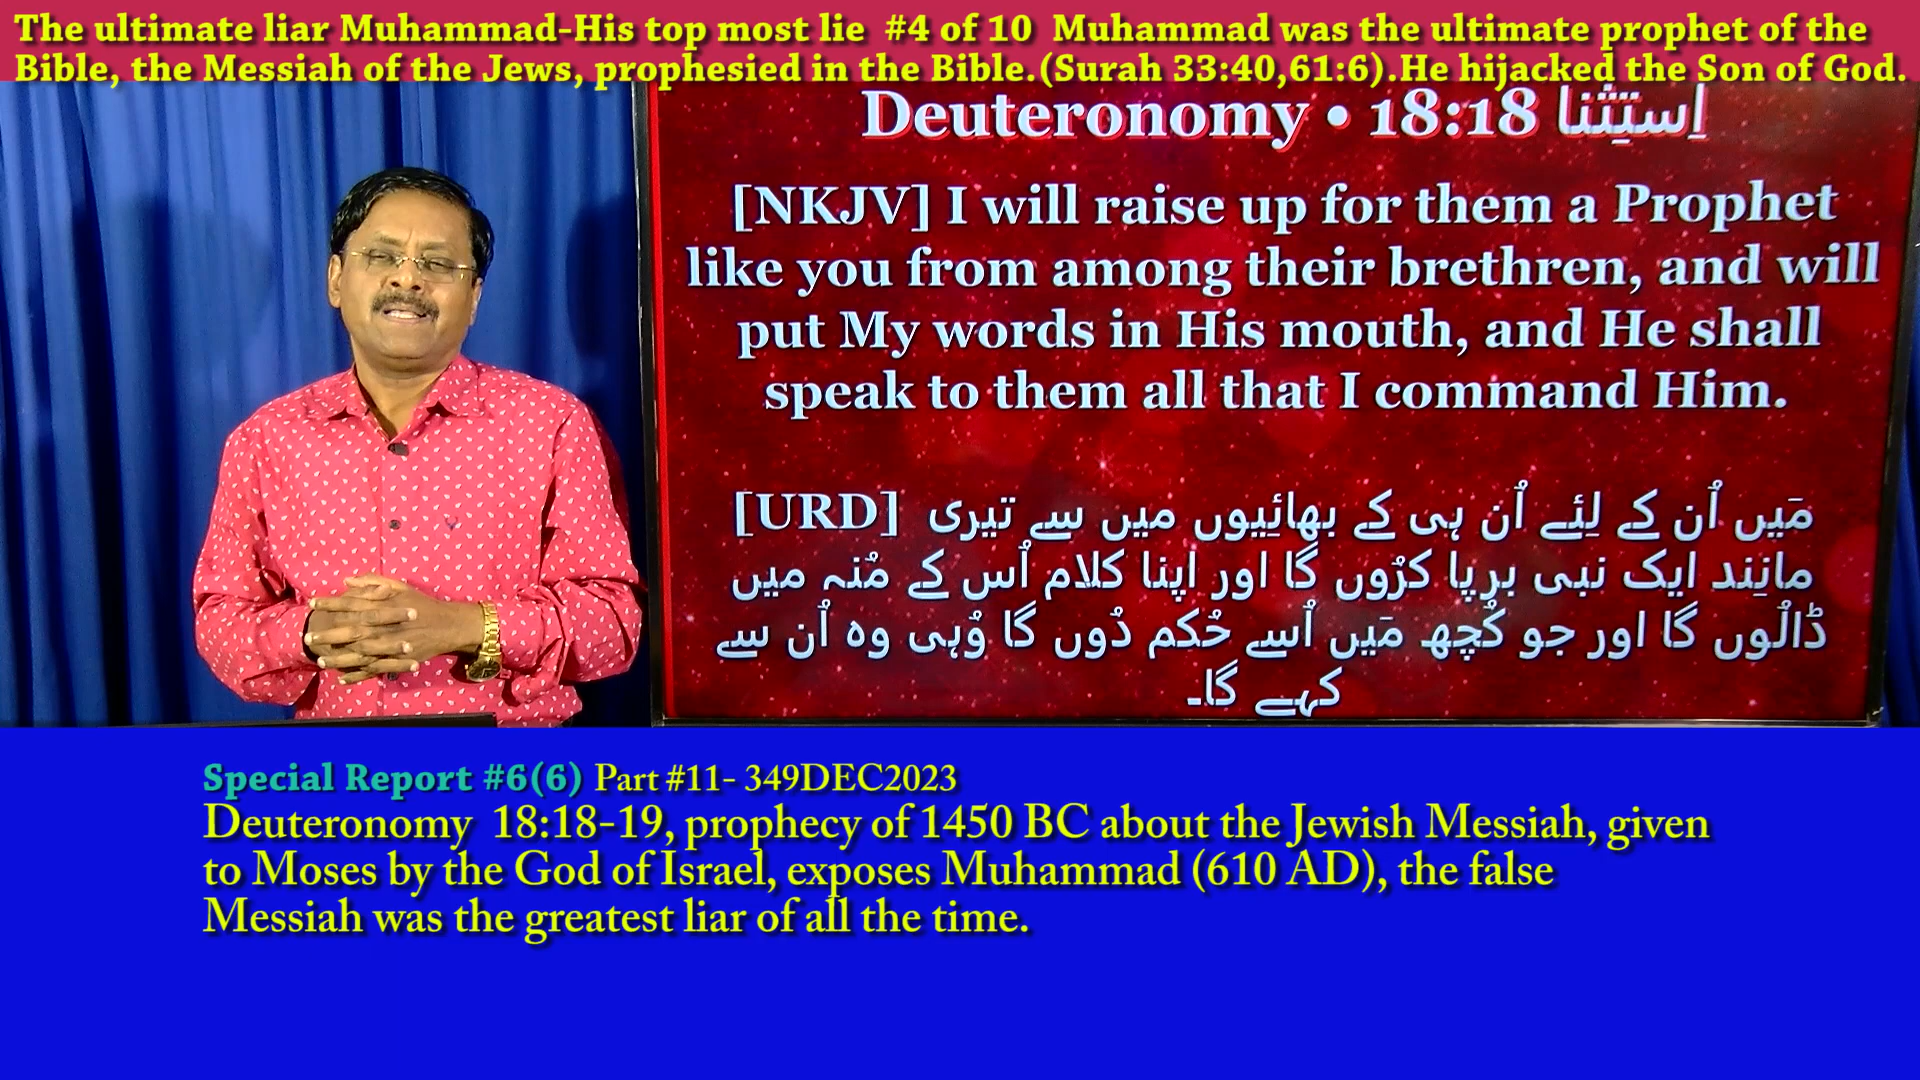 The ultimate liar Muhammad-His top most lie #4 of 10 Muhammad was the ultimate prophet of the
Bible, the Messiah of the Jews, prophesied in the Bible.(Surah 33:40,61:6).He hijacked the Son of God.
Deuteronomy • 18:18 اِستِثنا
[NKJV] I will raise up for them a Prophet
like you from among their brethren, and will
put My words in His mouth, and He shall
speak to them all that I command Him.
[URD] مَیں اُن کے لِئے اُن ہی کے بھائِیوں میں سے تیری
مانِند ایک نبی برپا کرُوں گا اور اپنا کلام اُس کے مُنہ میں
ڈالُوں گا اور جو کُچھ مَیں اُسے حُکم دُوں گا وُہی وہ اُن سے
کہے گا۔
Special Report #6(6) Part #11- 349DEC2023
Deuteronomy 18:18-19, prophecy of 1450 BC about the Jewish Messiah, given
to Moses by the God of Israel, exposes Muhammad (610 AD), the false
Messiah was the greatest liar of all the time.